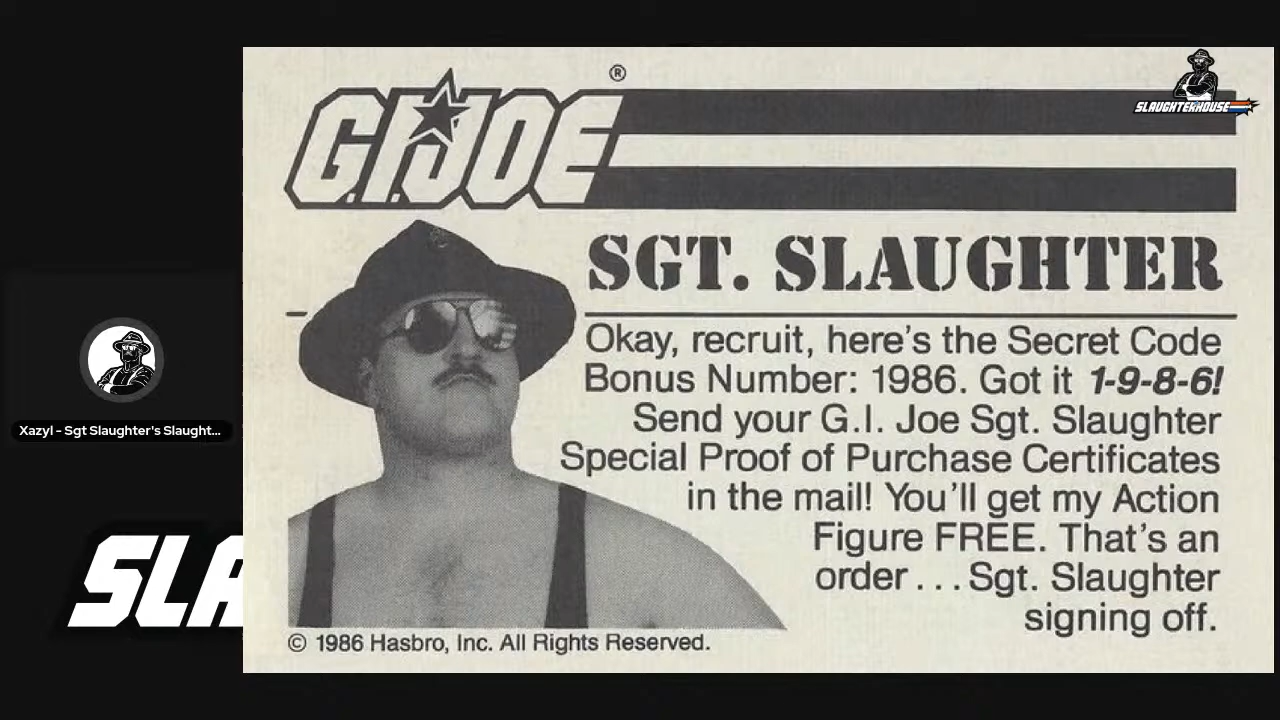 G.I.JOE
®
SLAUGHTERHOUSE
SGT. SLAUGHTER
Okay, recruit, here's the Secret Code
Bonus Number: 1986. Got it 1-9-8-6!
Send your G.I. Joe Sgt. Slaughter
Special Proof of Purchase Certificates
in the mail! You'll get my Action
Figure FREE. That's an
order...Sgt. Slaughter
signing off.
© 1986 Hasbro, Inc. All Rights Reserved.
Xazyl - Sgt Slaughter's Slaught...
SLA